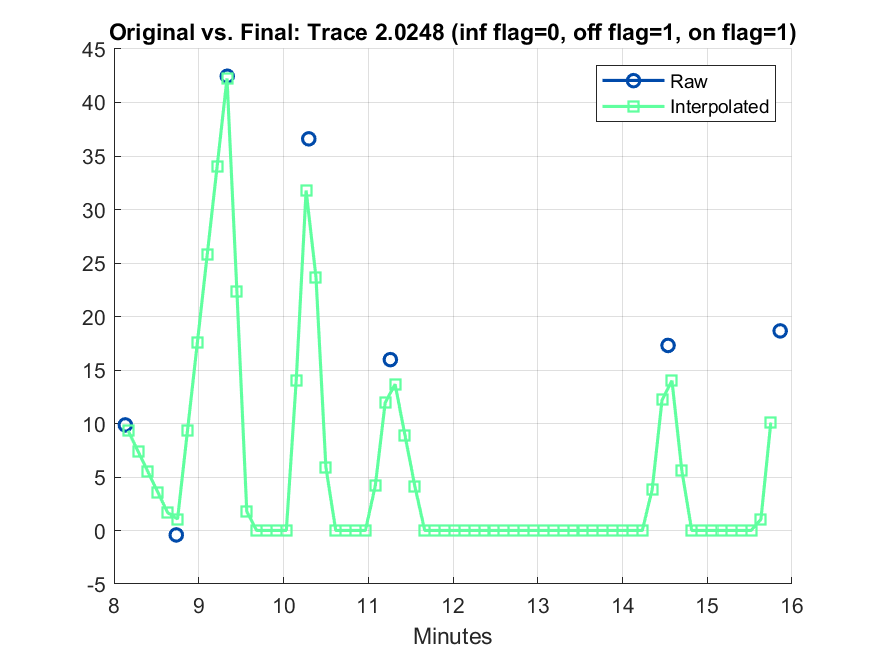 Original vs. Final: Trace 2.0248 (inf flag=0, off flag=1, on flag=1)
45
40
35
30
25
20
15
10
5
0
-5
Raw
Interpolated
8 9 10 11 12 13 14 15 16
Minutes